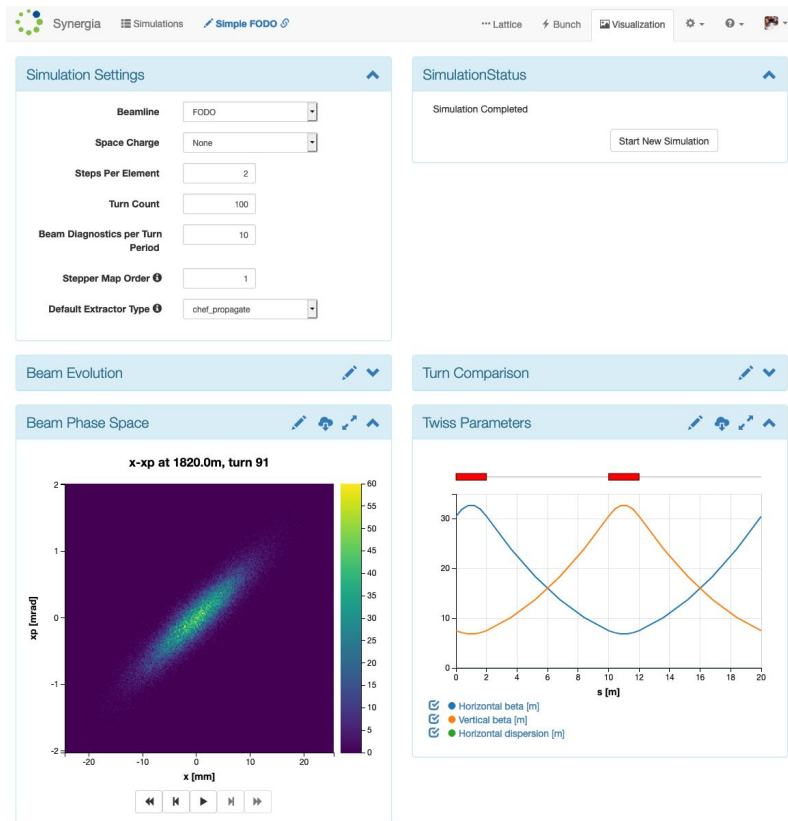 Synergia
Simulations
Simple FODO
Lattice
Bunch
Visualization
Simulation Settings
Beamline
FODO
Space Charge
None
Steps Per Element
2
Turn Count
100
Beam Diagnostics per Turn
Period
10
Stepper Map Order
1
Default Extractor Type
chef_propagate
SimulationStatus
Simulation Completed
Start New Simulation
Beam Evolution
Turn Comparison
Beam Phase Space
x-xp at 1820.0m, turn 91
2
1
0
-1
-2
xp [mrad]
-20
-10
0
10
20
x [mm]
60
55
50
45
40
35
30
25
20
15
10
5
0
Twiss Parameters
30
20
10
0
0
2
4
6
8
10
12
14
16
18
20
s [m]
Horizontal beta [m]
Vertical beta [m]
Horizontal dispersion [m]